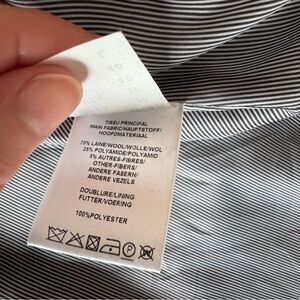 TISSU PRINCIPAL
MAIN FABRIC/HAUPTSTOFF/
HOOFDMATERIAAL
70% LAINE/WOOL/WOLLE/WOL
25% POLYAMIDE/POLYAMID
5% AUTRES-FIBRES/
OTHER-FIBERS/
ANDERE FASERN/
ANDERE VEZELS
DOUBLURE/LINING
FUTTER/VOERING
100%POLYESTER